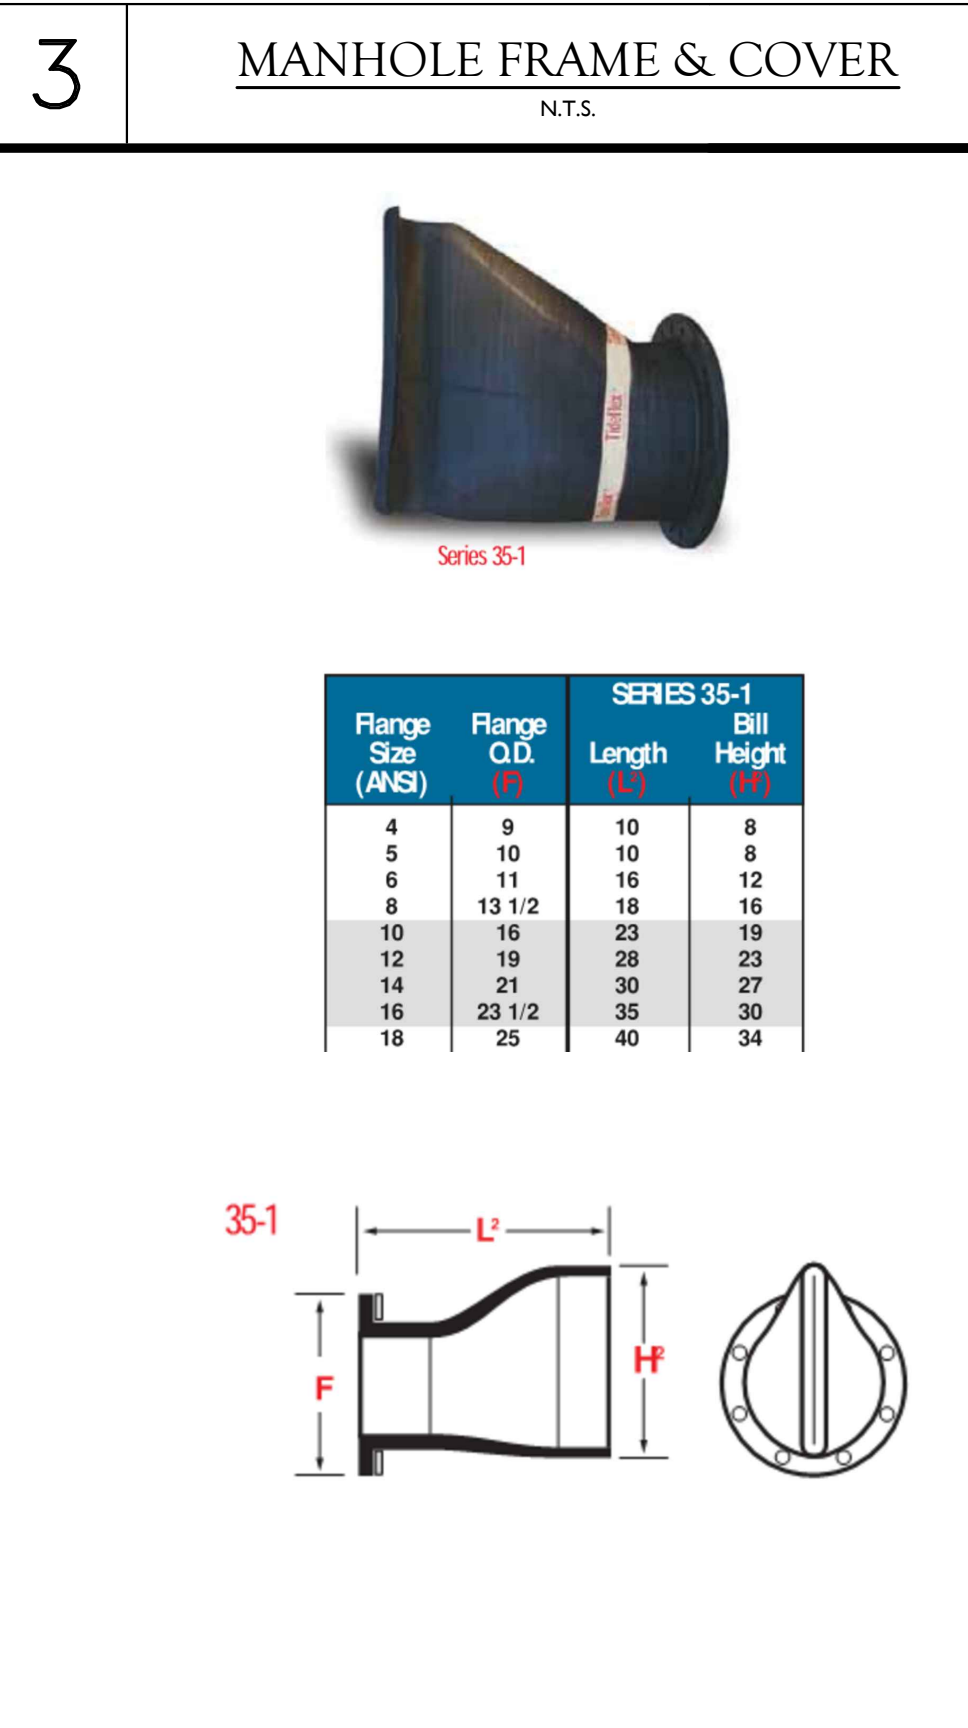 3
MANHOLE FRAME & COVER
N.T.S.
Tideflex
Series 35-1
SERIES 35-1
Flange Size (ANSI)
Flange O.D. (F)
Length (L²)
Bill Height (H²)
4 9 10 8
5 10 10 8
6 11 16 12
8 13 1/2 18 16
10 16 23 19
12 19 28 23
14 21 30 27
16 23 1/2 35 30
18 25 40 34
35-1
L²
F
H²